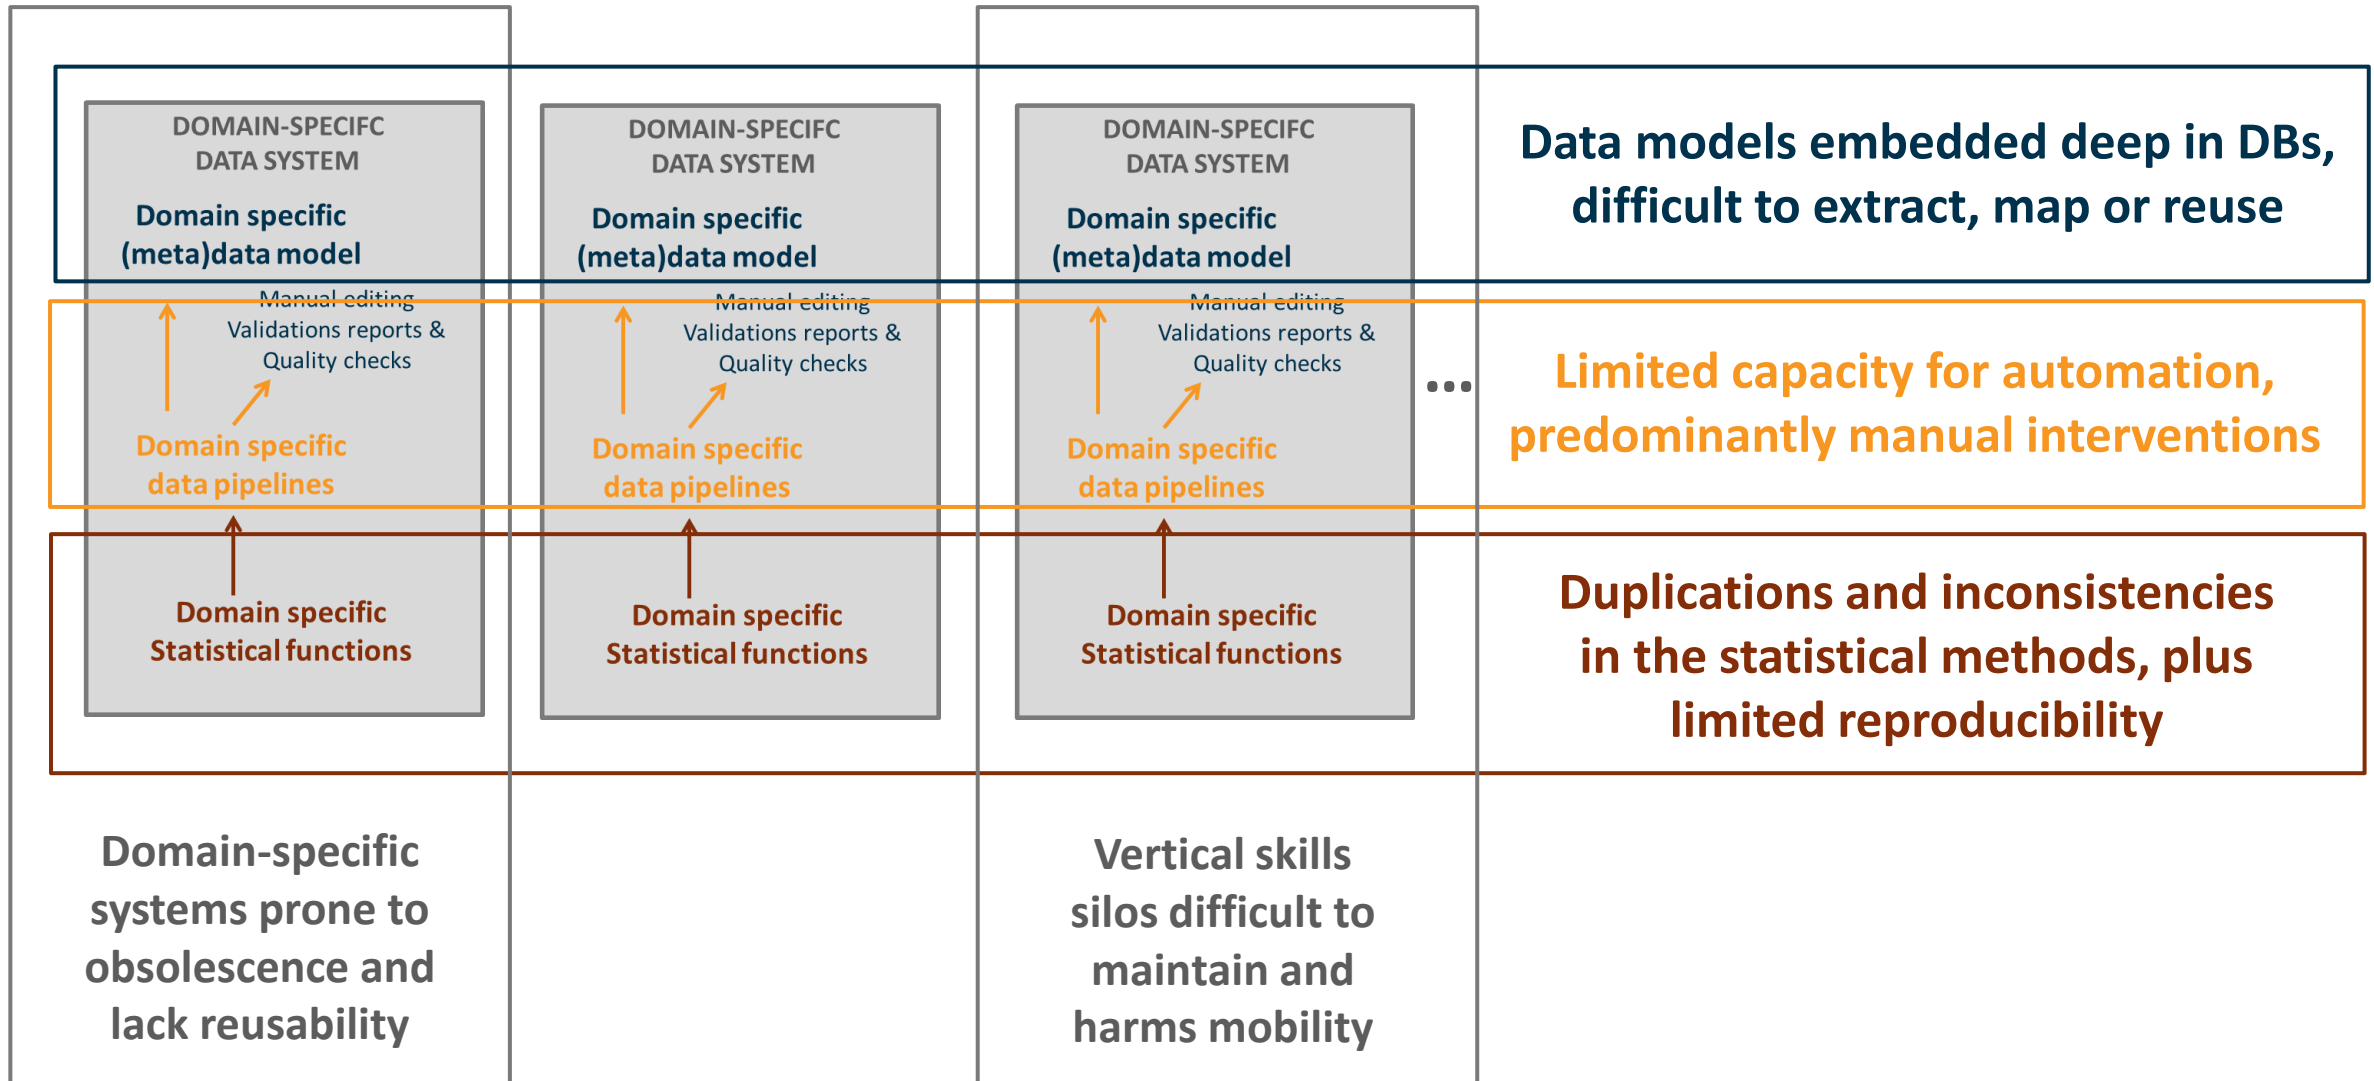 DOMAIN-SPECIFC
DATA SYSTEM
Domain specific
(meta)data model
Manual editing
Validations reports &
Quality checks
Domain specific
data pipelines
Domain specific
Statistical functions
DOMAIN-SPECIFC
DATA SYSTEM
Domain specific
(meta)data model
Manual editing
Validations reports &
Quality checks
Domain specific
data pipelines
Domain specific
Statistical functions
DOMAIN-SPECIFC
DATA SYSTEM
Domain specific
(meta)data model
Manual editing
Validations reports &
Quality checks
Domain specific
data pipelines
Domain specific
Statistical functions
...
Data models embedded deep in DBs,
difficult to extract, map or reuse
Limited capacity for automation,
predominantly manual interventions
Duplications and inconsistencies
in the statistical methods, plus
limited reproducibility
Domain-specific
systems prone to
obsolescence and
lack reusability
Vertical skills
silos difficult to
maintain and
harms mobility